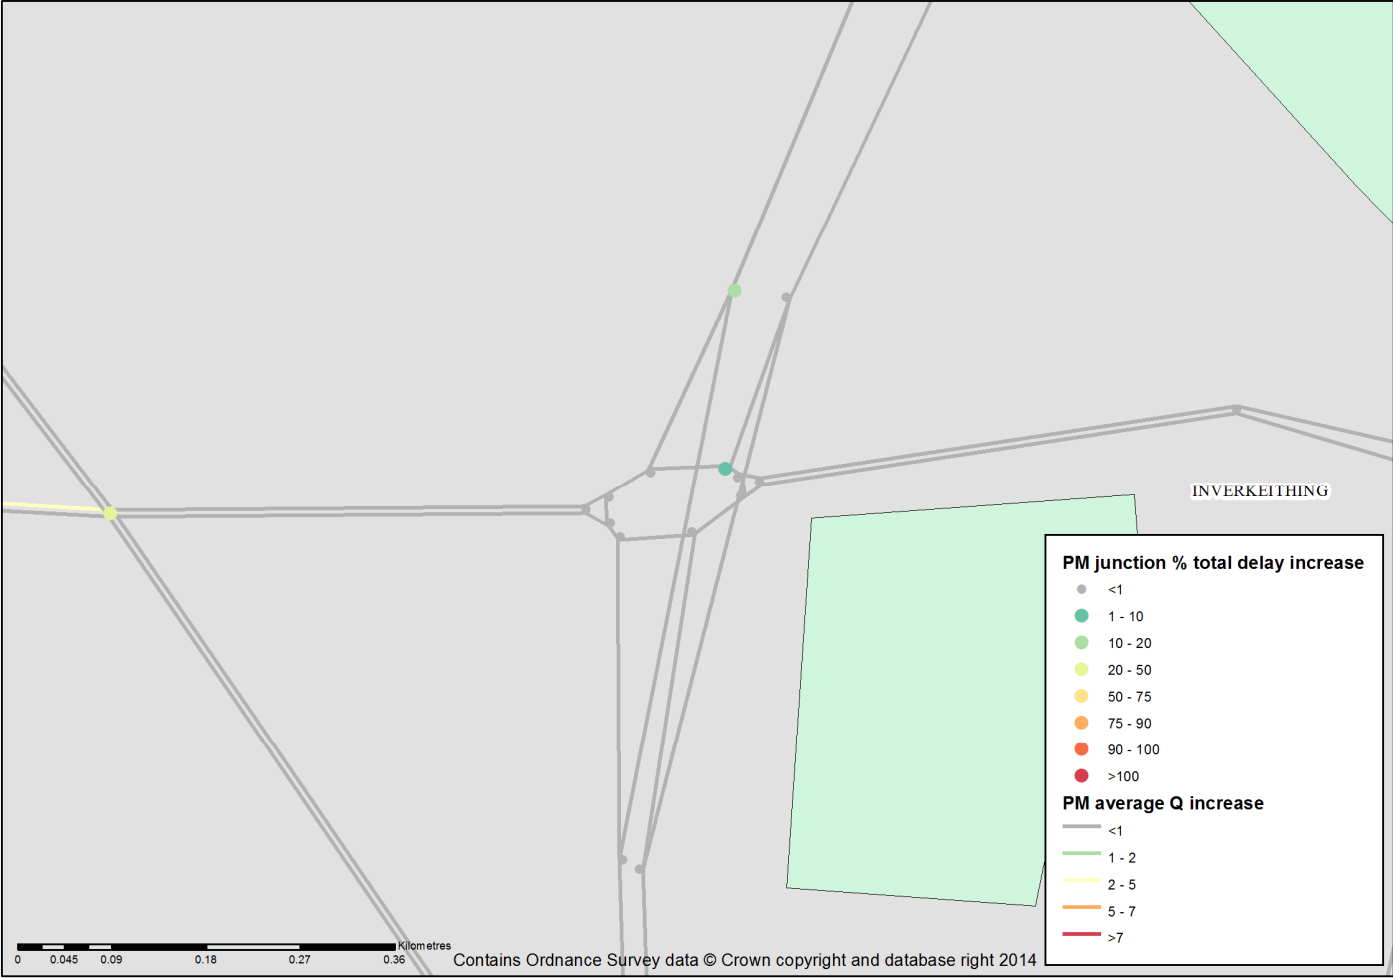 INVERKEITHING
PM junction % total delay increase
<1
1 - 10
10 - 20
20 - 50
50 - 75
75 - 90
90 - 100
>100
PM average Q increase
<1
1 - 2
2 - 5
5 - 7
>7
Kilometres
0 0.045 0.09 0.18 0.27 0.36
Contains Ordnance Survey data © Crown copyright and database right 2014